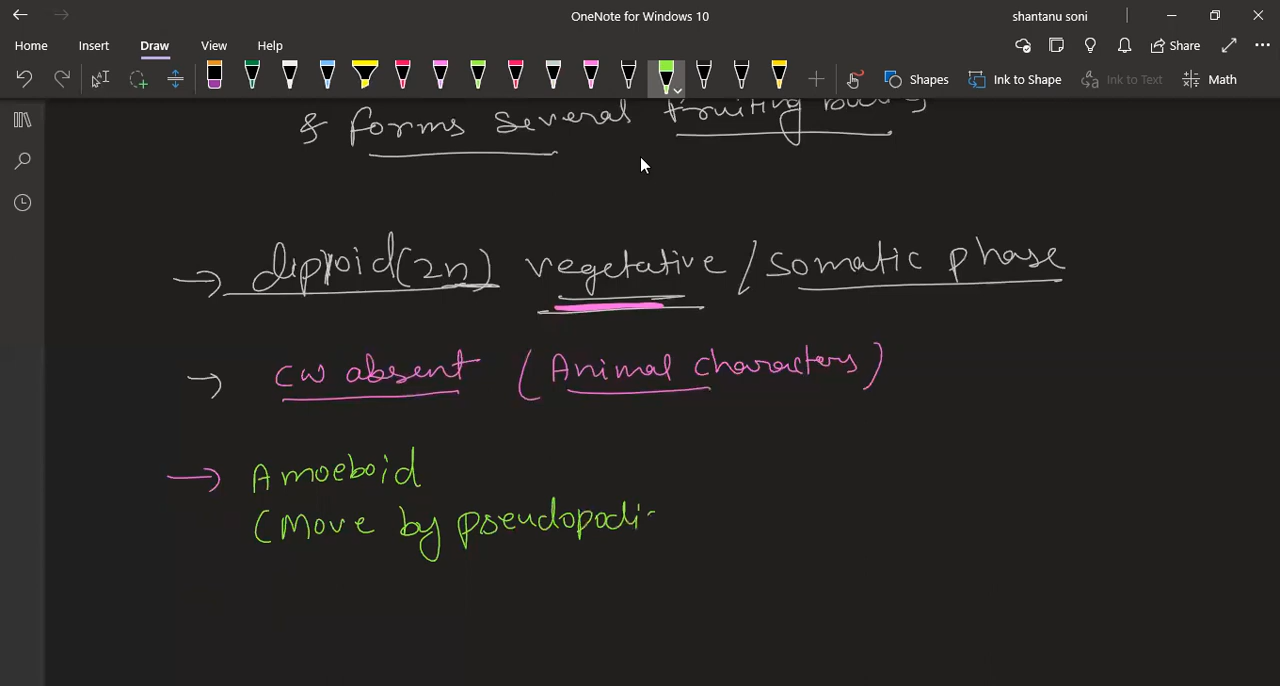 OneNote for Windows 10
shantanu soni
Home Insert Draw View Help
Share
Shapes Ink to Shape Ink to Text Math
& forms several fruiting
→ diploid(2n) vegetative / somatic phase
→ CW absent (Animal characters)
→ Amoeboid
(Move by pseudopodi